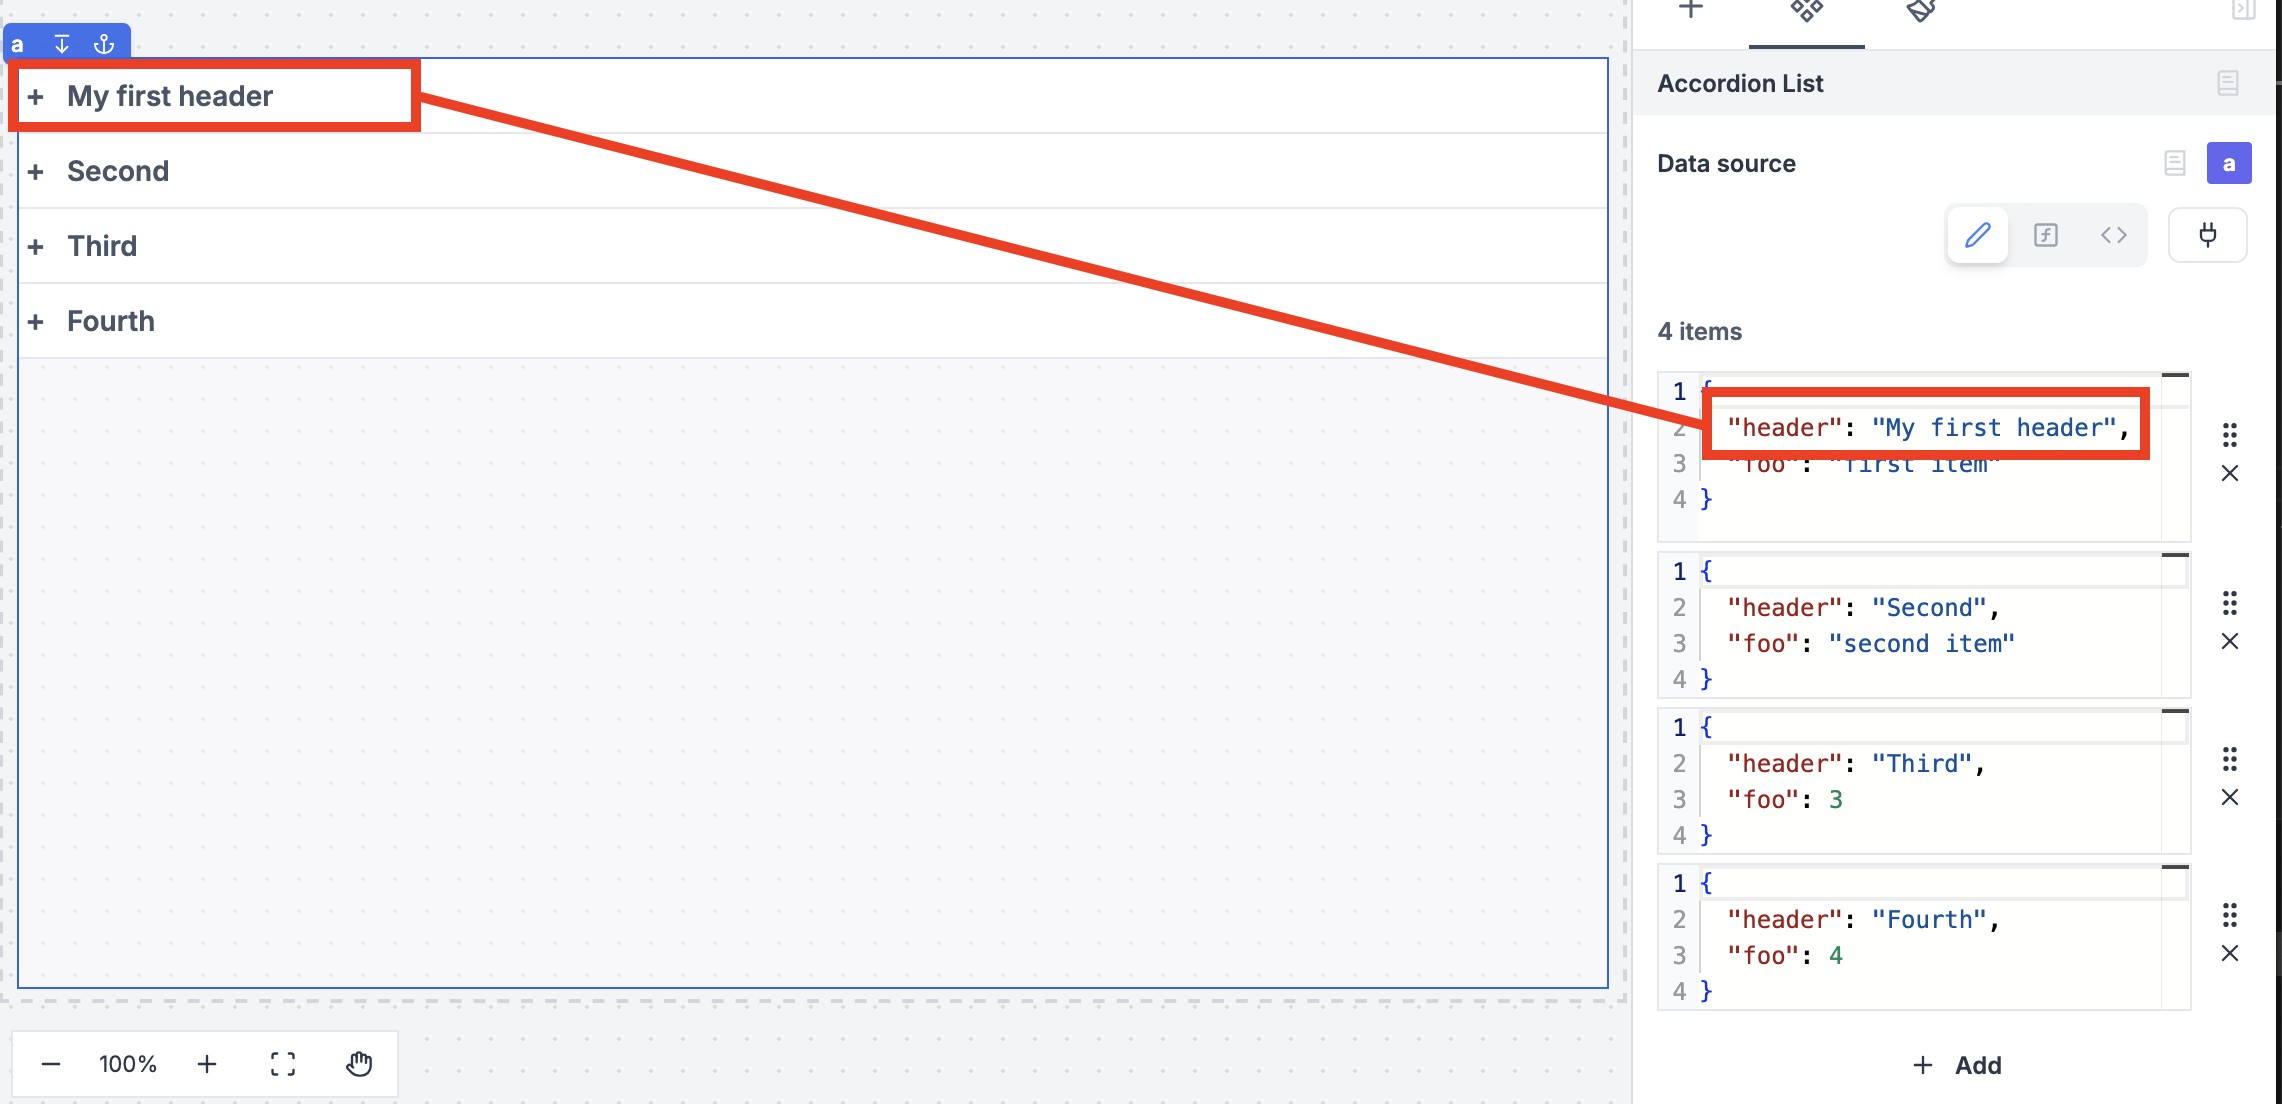 a
My first header
Second
Third
Fourth
100%
Accordion List
Data source
a
4 items
1 {
2 "header": "My first header",
3 "foo": "first item"
4 }
1 {
2 "header": "Second",
3 "foo": "second item"
4 }
1 {
2 "header": "Third",
3 "foo": 3
4 }
1 {
2 "header": "Fourth",
3 "foo": 4
4 }
+ Add